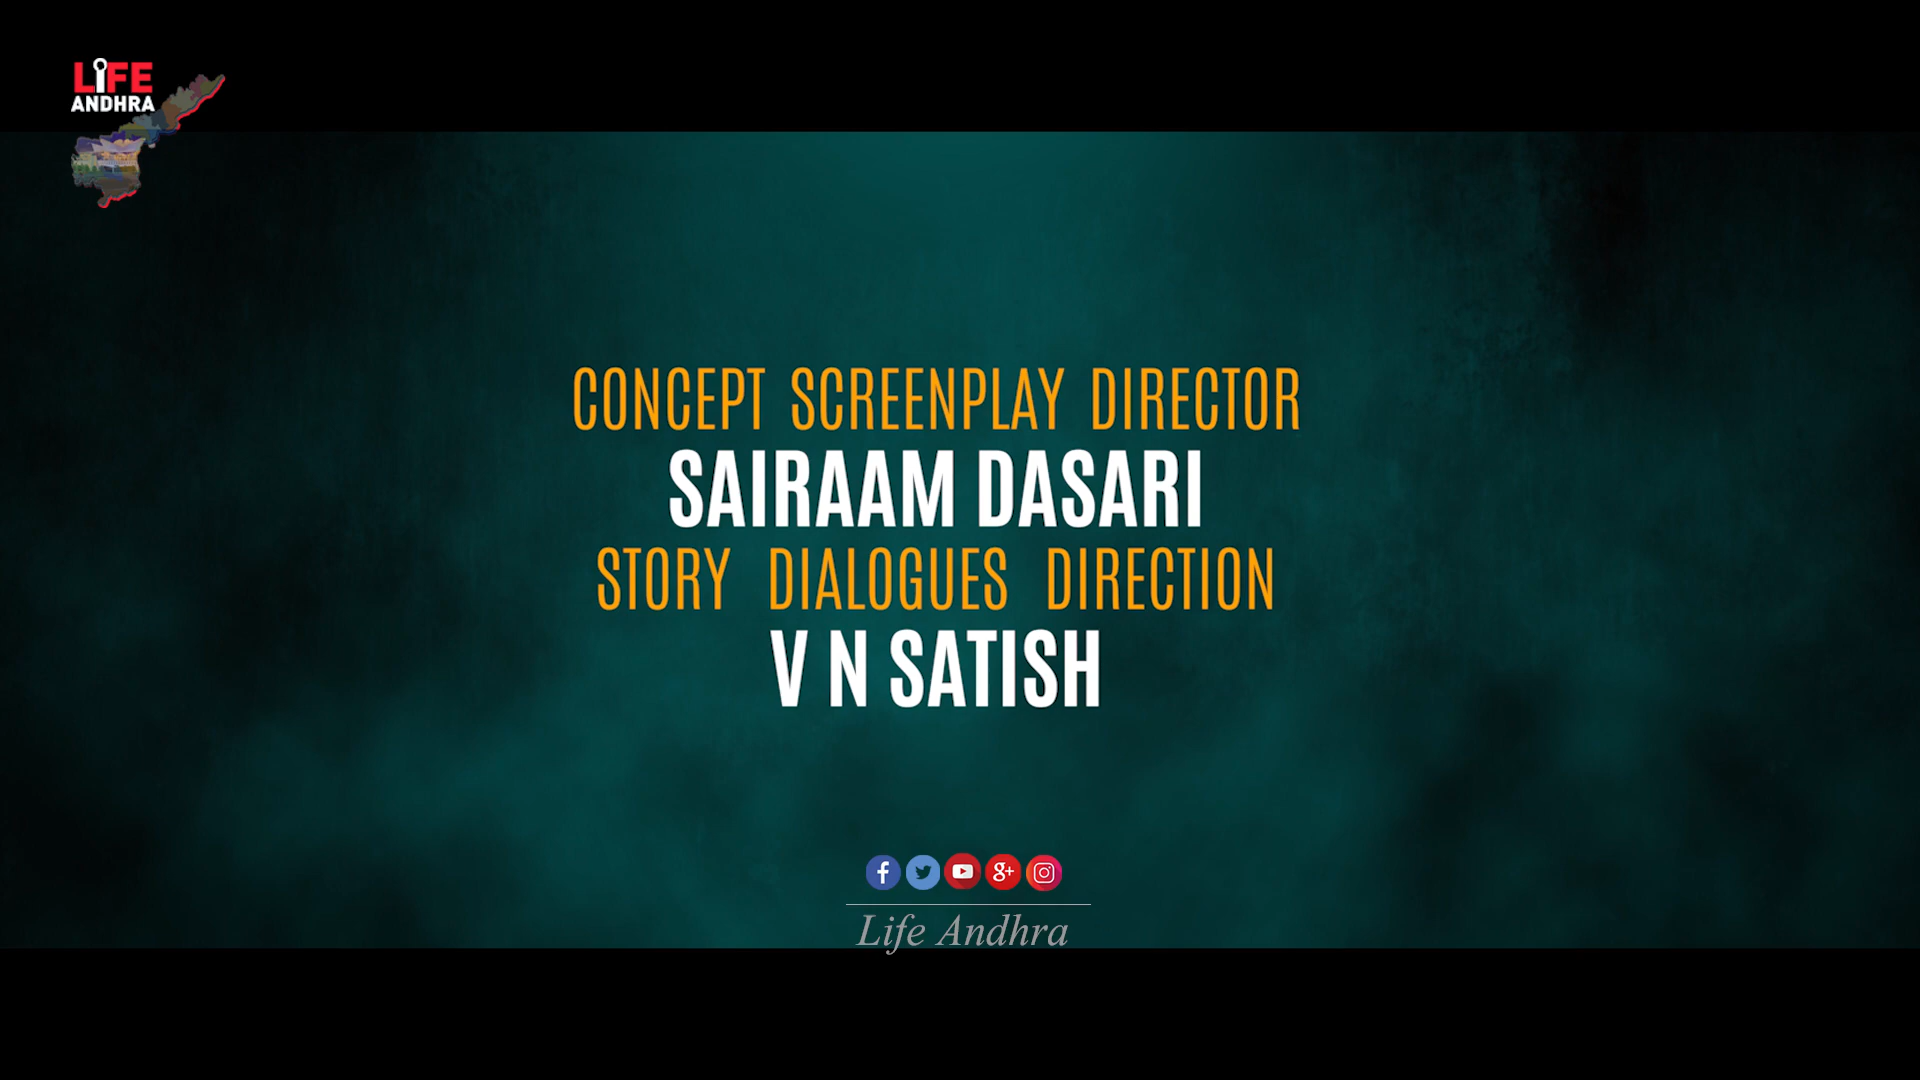 LIFE
ANDHRA
CONCEPT SCREENPLAY DIRECTOR
SAIRAAM DASARI
STORY DIALOGUES DIRECTION
V N SATISH
f g+
Life Andhra